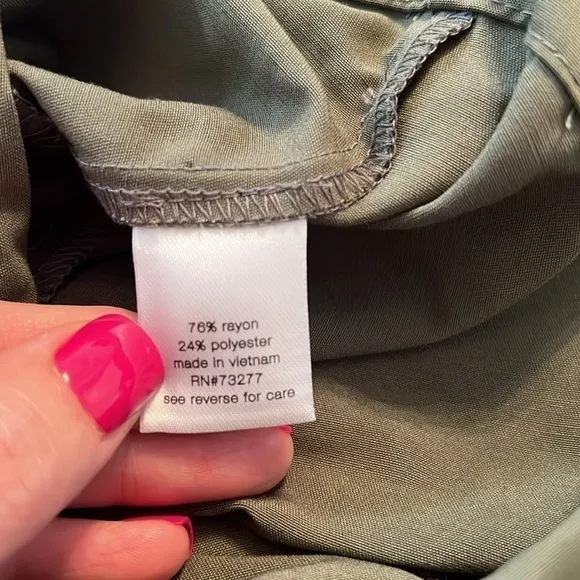 76% rayon
24% polyester
made in vietnam
RN#73277
see reverse for care